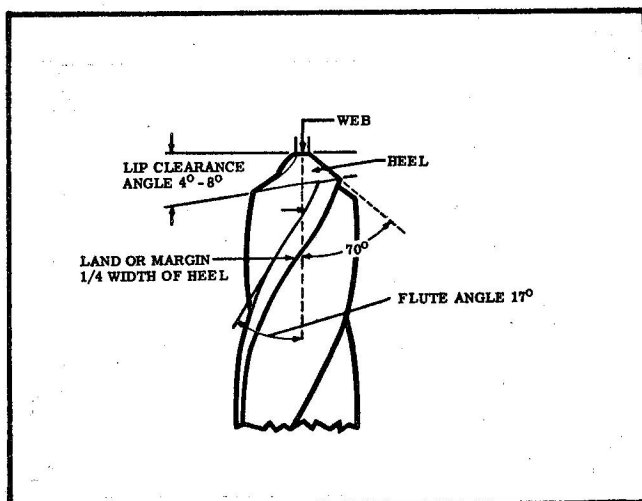 WEB
HEEL
LIP CLEARANCE
ANGLE 4° - 8°
70°
LAND OR MARGIN
1/4 WIDTH OF HEEL
FLUTE ANGLE 17°